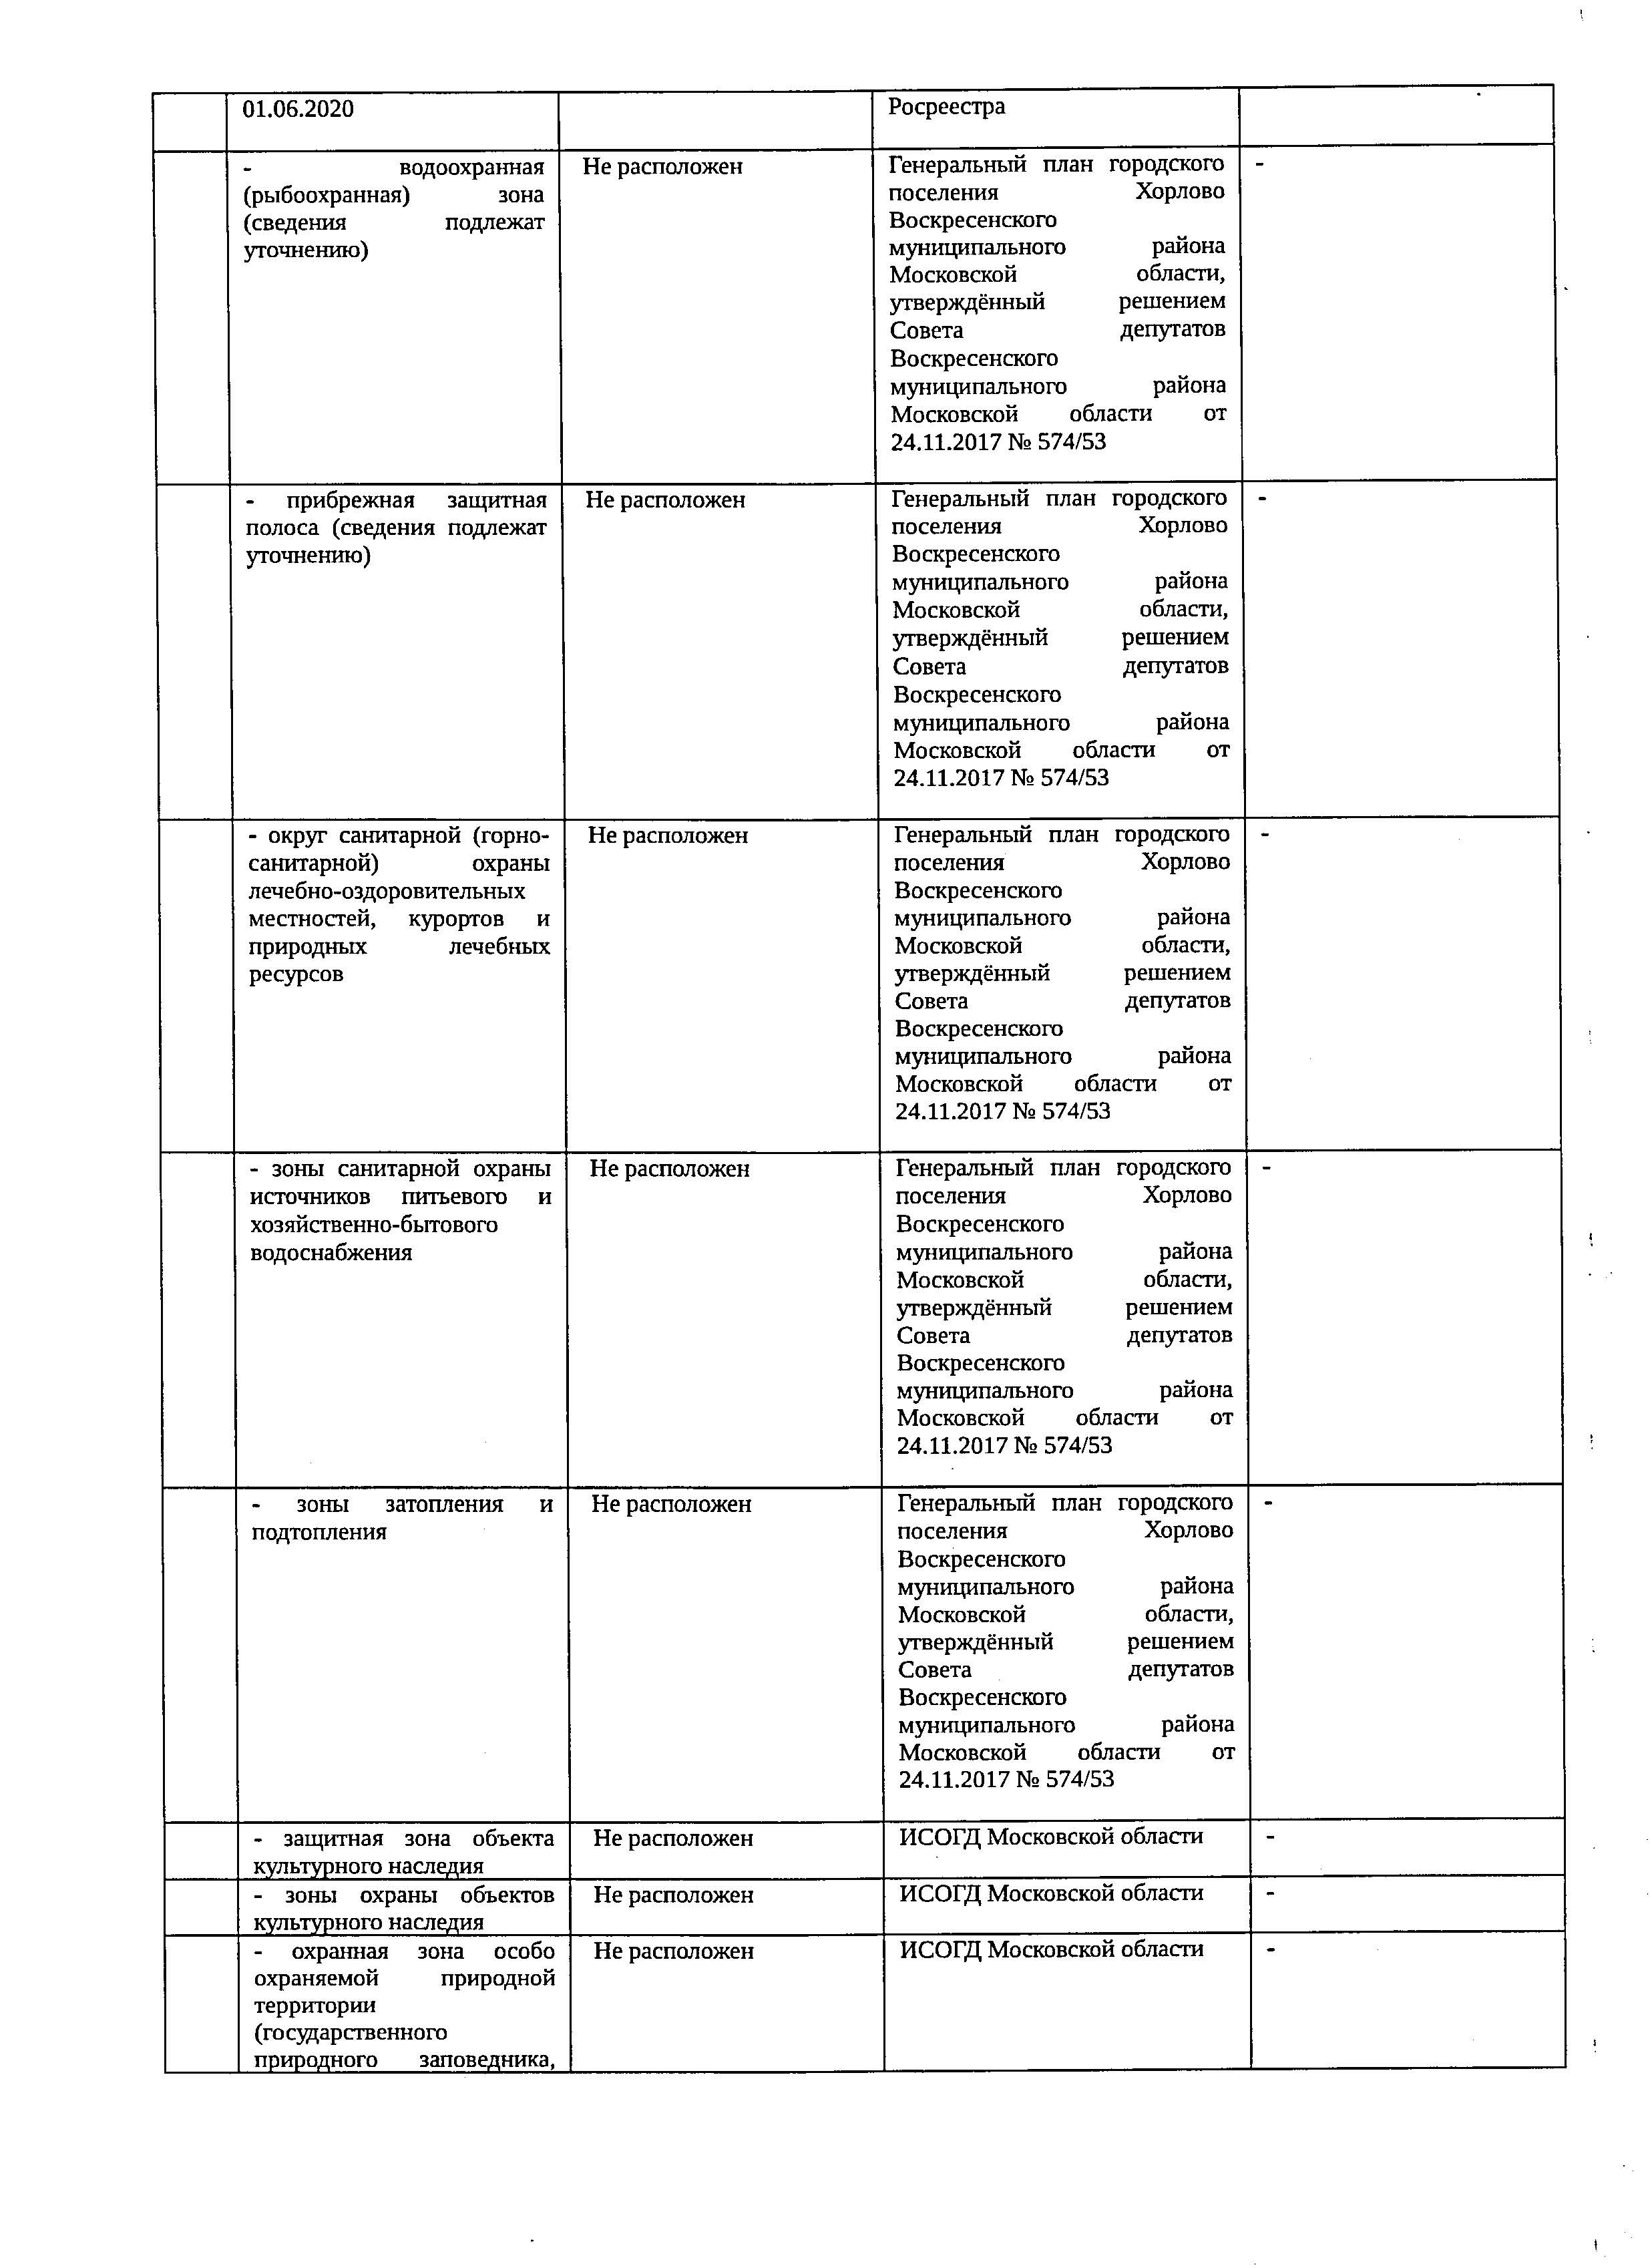 01.06.2020
Росреестра
- водоохранная
(рыбоохранная) зона
(сведения подлежат
уточнению)
Не расположен
Генеральный план городского
поселения Хорлово
Воскресенского
муниципального района
Московской области,
утверждённый решением
Совета депутатов
Воскресенского
муниципального района
Московской области от
24.11.2017 № 574/53
-
- прибрежная защитная
полоса (сведения подлежат
уточнению)
Не расположен
Генеральный план городского
поселения Хорлово
Воскресенского
муниципального района
Московской области,
утверждённый решением
Совета депутатов
Воскресенского
муниципального района
Московской области от
24.11.2017 № 574/53
-
- округ санитарной (горно-
санитарной) охраны
лечебно-оздоровительных
местностей, курортов и
природных лечебных
ресурсов
Не расположен
Генеральный план городского
поселения Хорлово
Воскресенского
муниципального района
Московской области,
утверждённый решением
Совета депутатов
Воскресенского
муниципального района
Московской области от
24.11.2017 № 574/53
-
- зоны санитарной охраны
источников питьевого и
хозяйственно-бытового
водоснабжения
Не расположен
Генеральный план городского
поселения Хорлово
Воскресенского
муниципального района
Московской области,
утверждённый решением
Совета депутатов
Воскресенского
муниципального района
Московской области от
24.11.2017 № 574/53
-
- зоны затопления и
подтопления
Не расположен
Генеральный план городского
поселения Хорлово
Воскресенского
муниципального района
Московской области,
утверждённый решением
Совета депутатов
Воскресенского
муниципального района
Московской области от
24.11.2017 № 574/53
-
- защитная зона объекта
культурного наследия
Не расположен
ИСОГД Московской области
-
- зоны охраны объектов
культурного наследия
Не расположен
ИСОГД Московской области
-
- охранная зона особо
охраняемой природной
территории
(государственного
природного заповедника,
Не расположен
ИСОГД Московской области
-